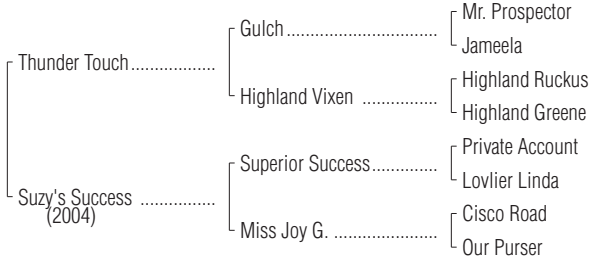 Mr. Prospector
Gulch..................................
Jameela
Thunder Touch..................
Highland Ruckus
Highland Vixen .................
Highland Greene
Private Account
Superior Success...............
Lovlier Linda
Suzy's Success ................
(2004)
Cisco Road
Miss Joy G. .......................
Our Purser